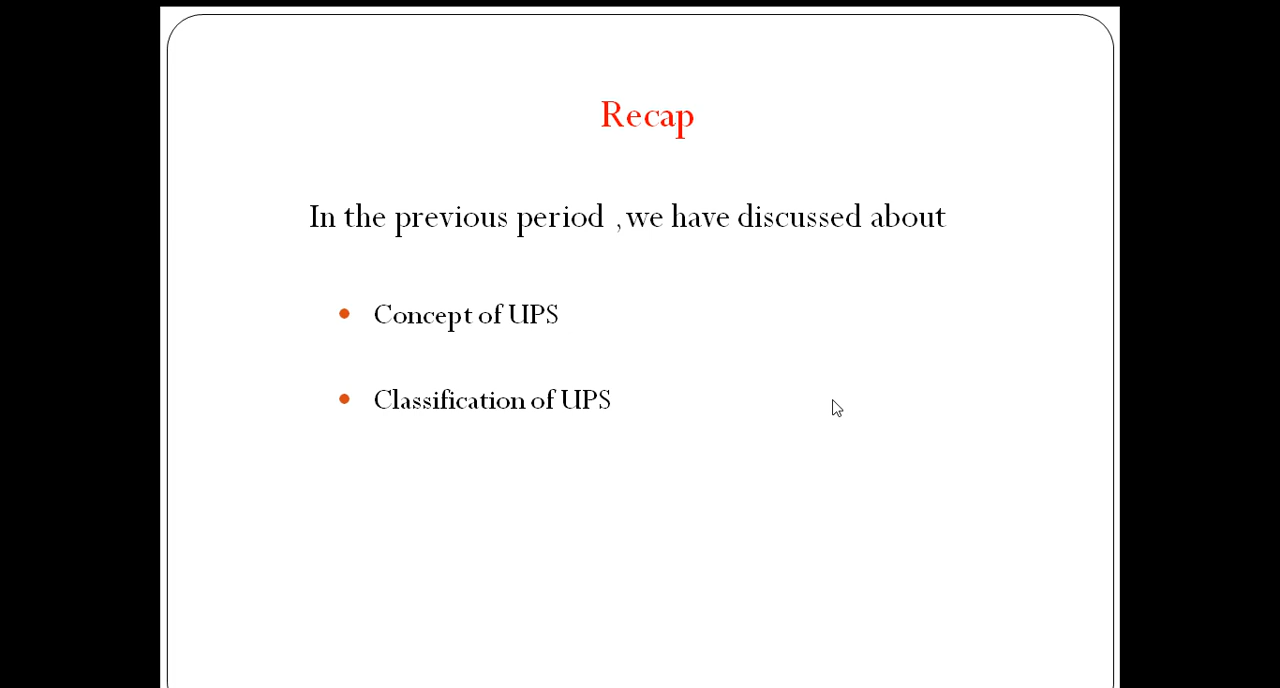 Recap
In the previous period , we have discussed about
Concept of UPS
Classification of UPS